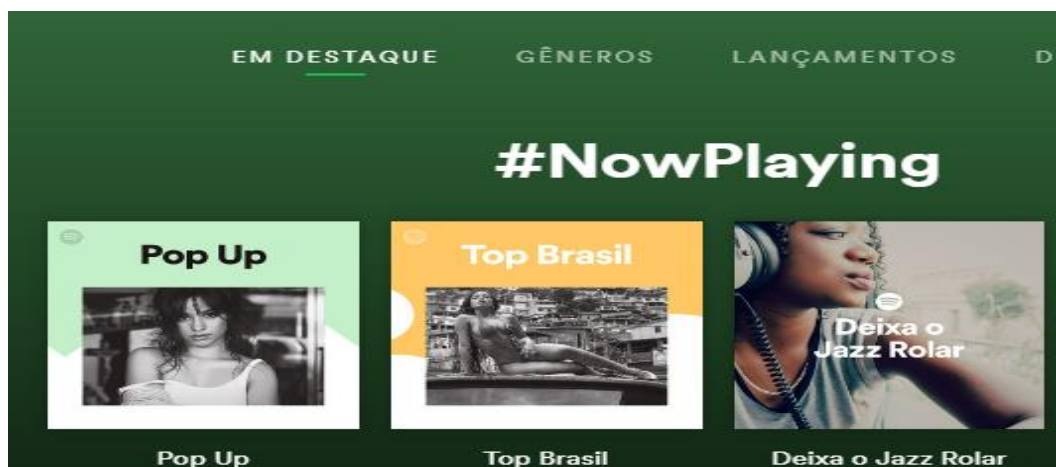 EM DESTAQUE GÊNEROS LANÇAMENTOS D
#NowPlaying
Pop Up
Top Brasil
Deixa o
Jazz Rolar
Pop Up Top Brasil Deixa o Jazz Rolar